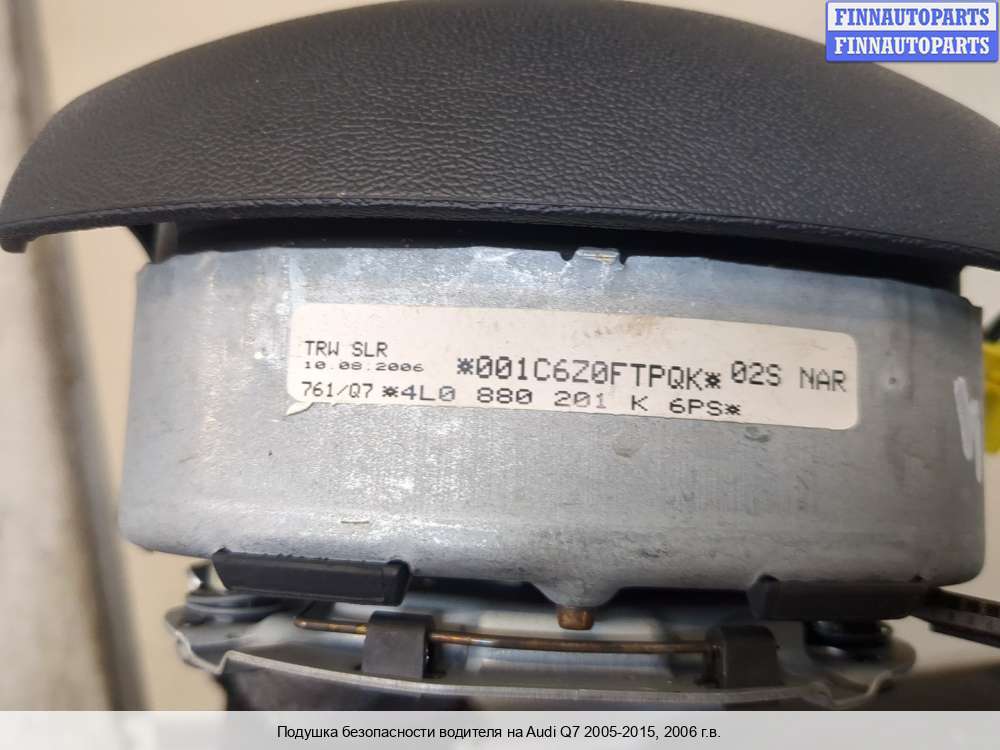 FINNAUTOPARTS
FINNAUTOPARTS
TRW SLR
10.08.2006 *001C6Z0FTPQK* 02S NAR
761/Q7 *4L0 880 201 K 6PS*
Подушка безопасности водителя на Audi Q7 2005-2015, 2006 г.в.